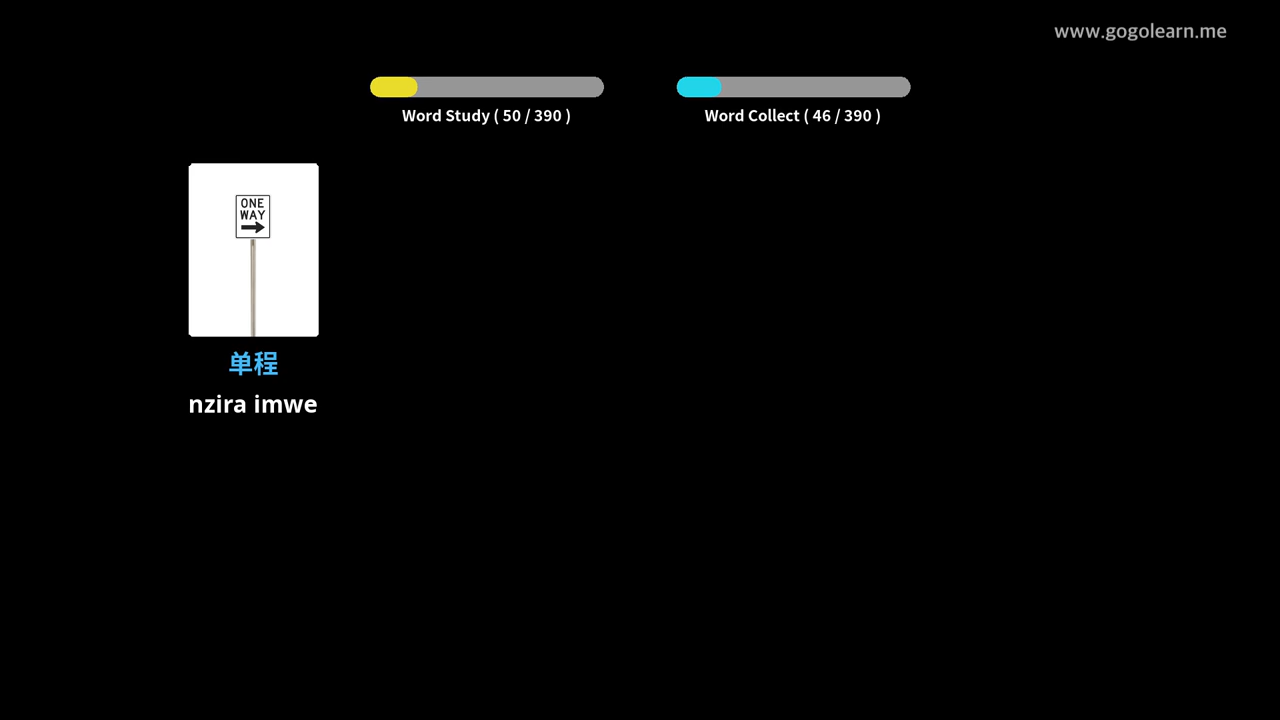 www.gogolearn.me
Word Study ( 50 / 390 )
Word Collect ( 46 / 390 )
ONE
WAY
单程
nzira imwe